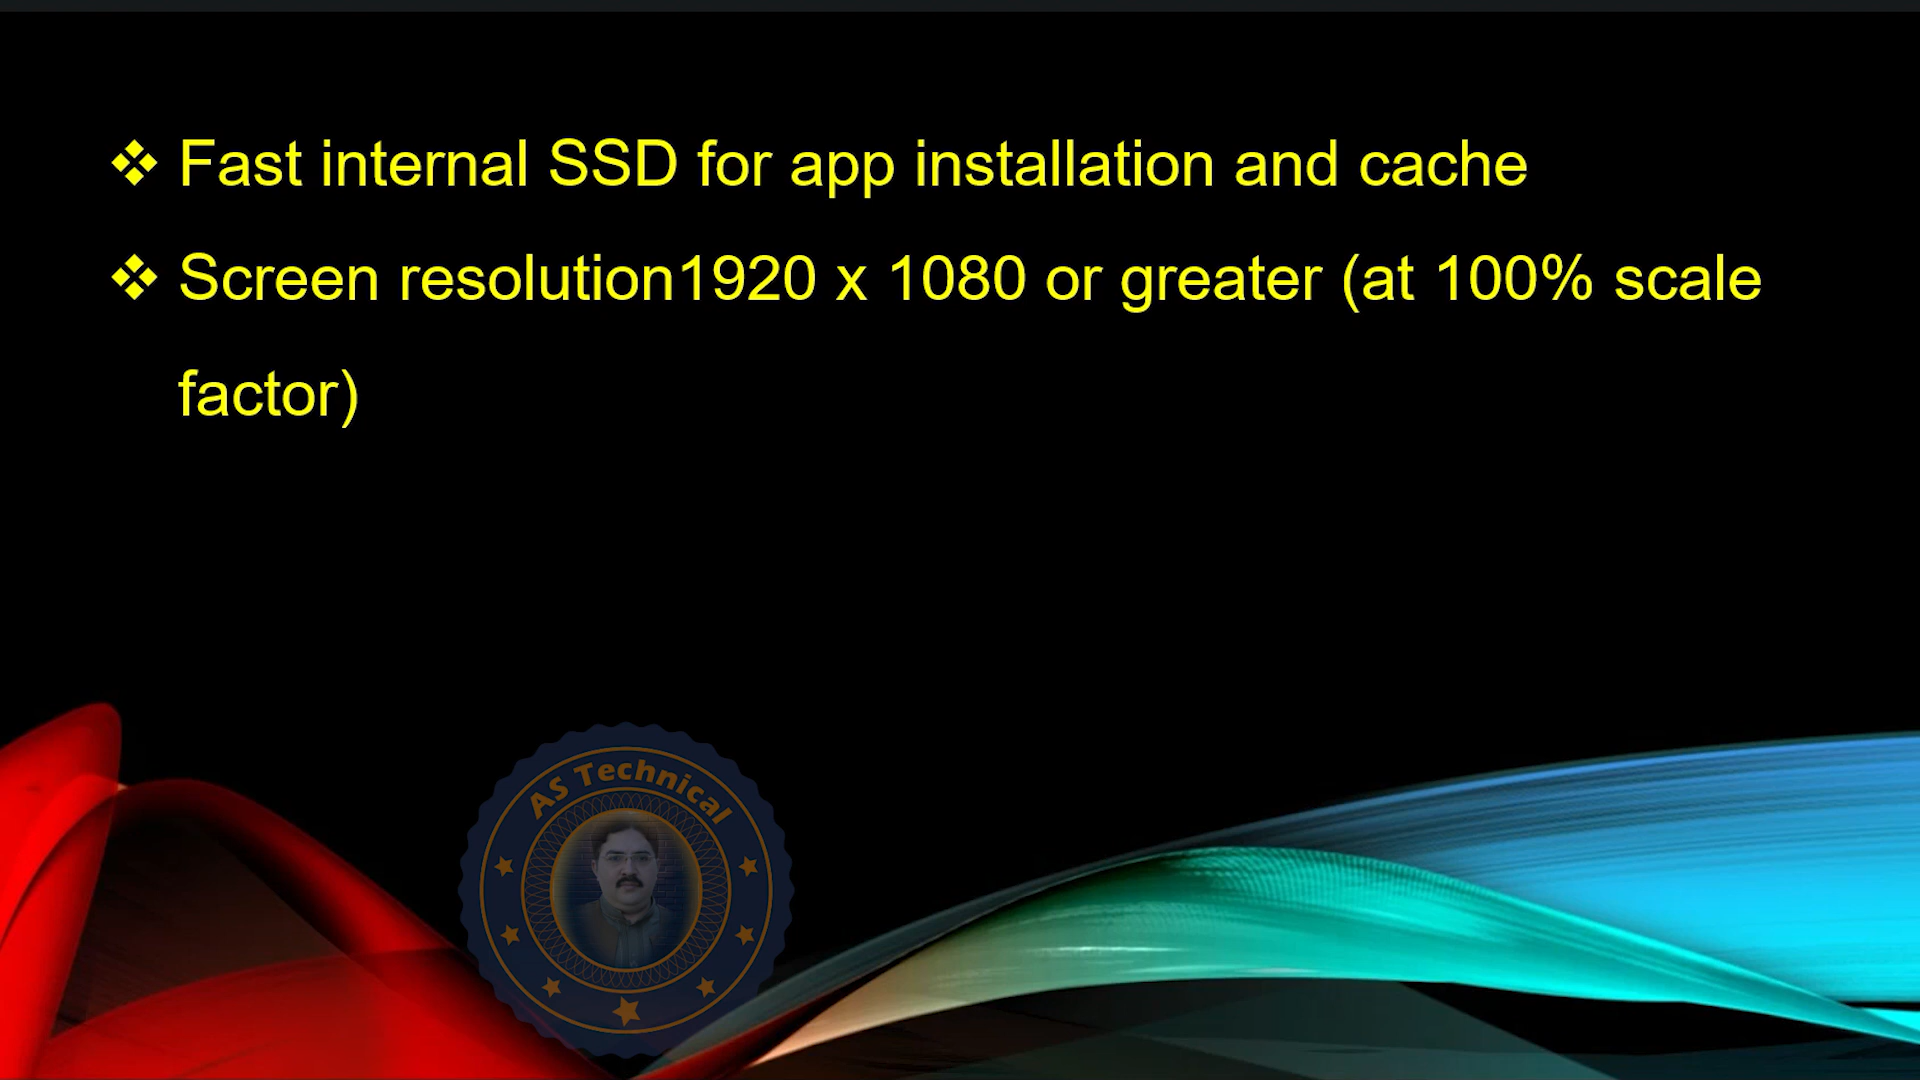 ❖ Fast internal SSD for app installation and cache
❖ Screen resolution1920 x 1080 or greater (at 100% scale
factor)
AS Technical